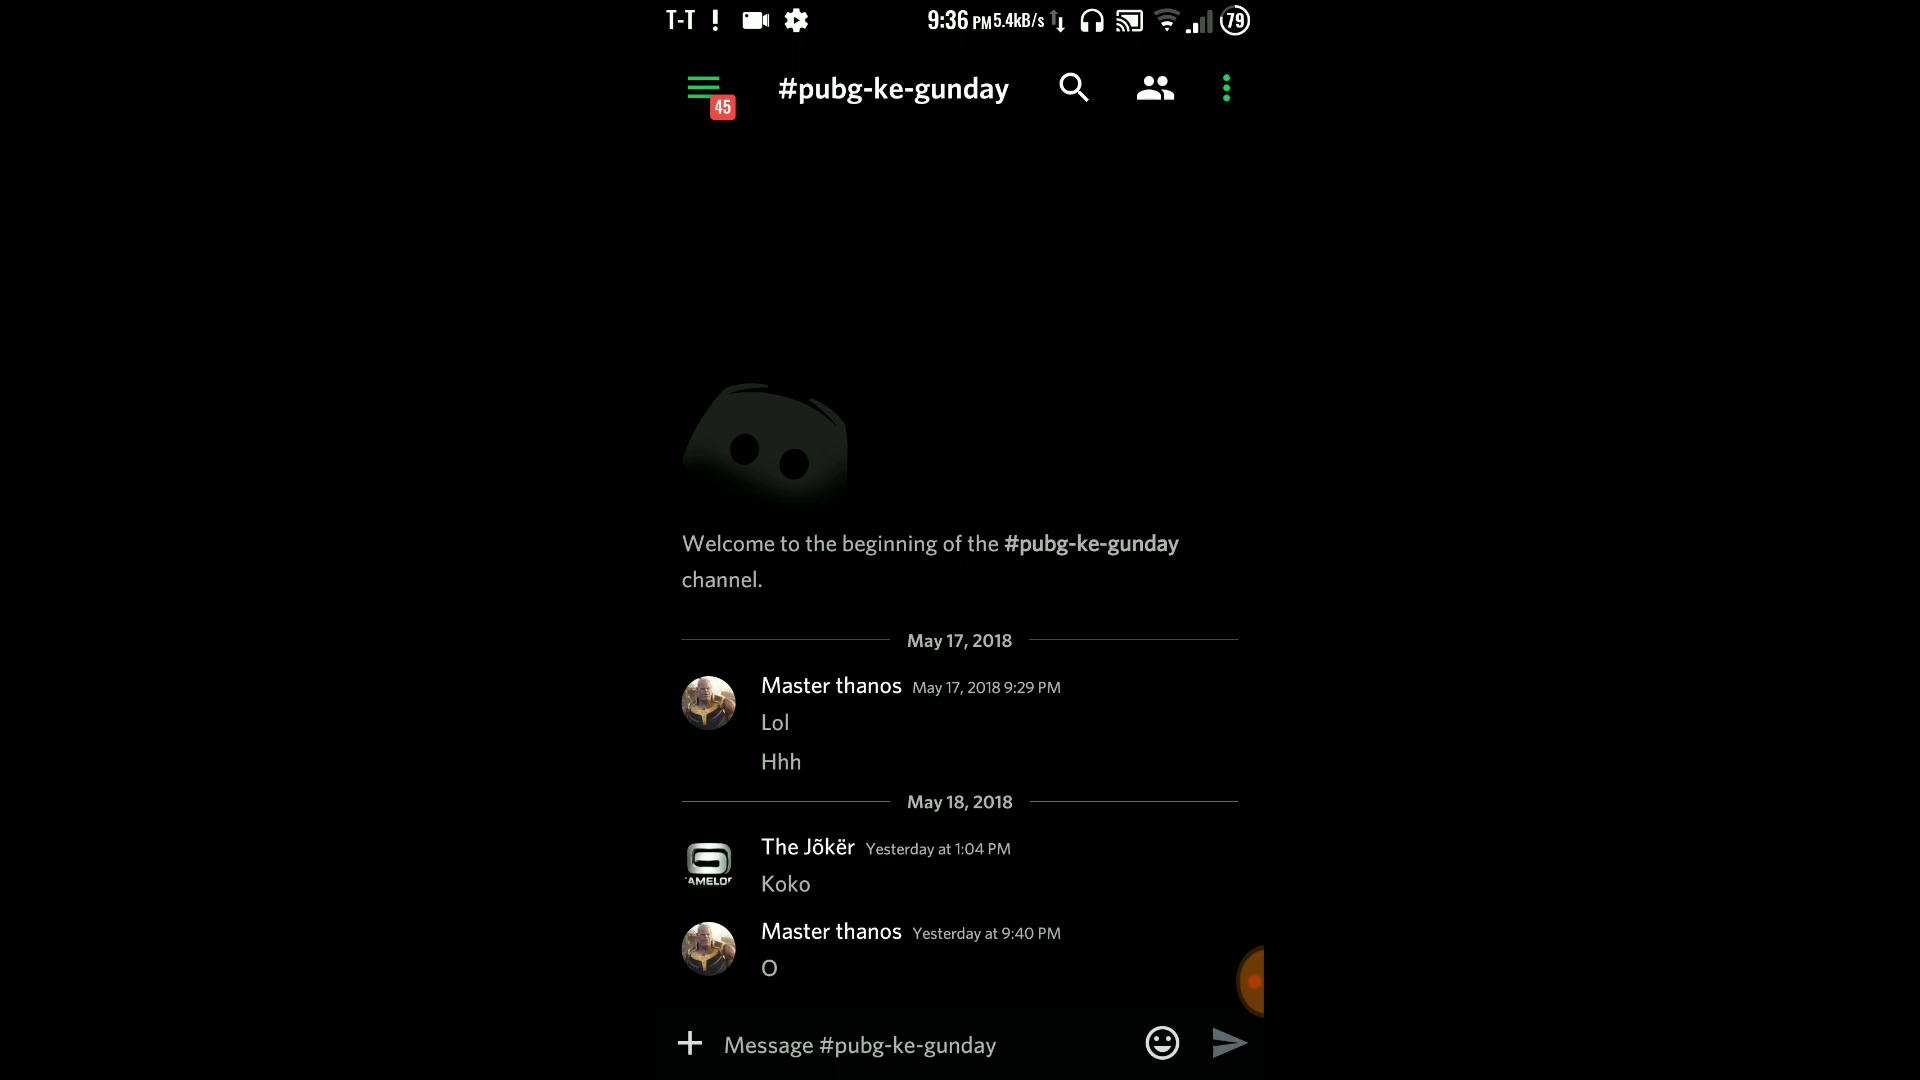 T-T ! 9:36 PM 5.4kB/s 79
45 #pubg-ke-gunday
Welcome to the beginning of the #pubg-ke-gunday
channel.
May 17, 2018
Master thanos May 17, 2018 9:29 PM
Lol
Hhh
May 18, 2018
The Jõkër Yesterday at 1:04 PM
AMELO
Koko
Master thanos Yesterday at 9:40 PM
O
Message #pubg-ke-gunday